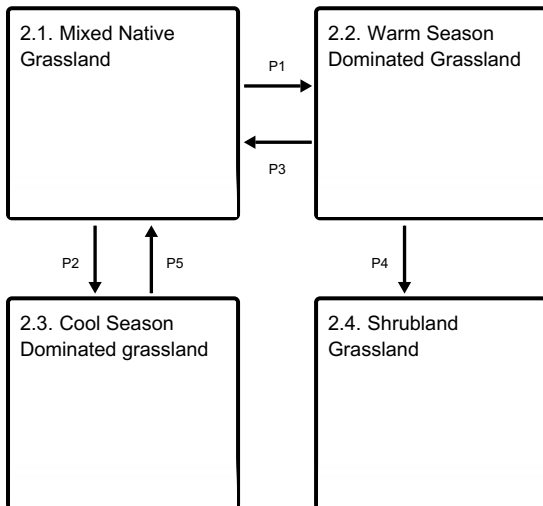 2.1. Mixed Native
Grassland
P1
2.2. Warm Season
Dominated Grassland
P3
P2
P5
P4
2.3. Cool Season
Dominated grassland
2.4. Shrubland
Grassland